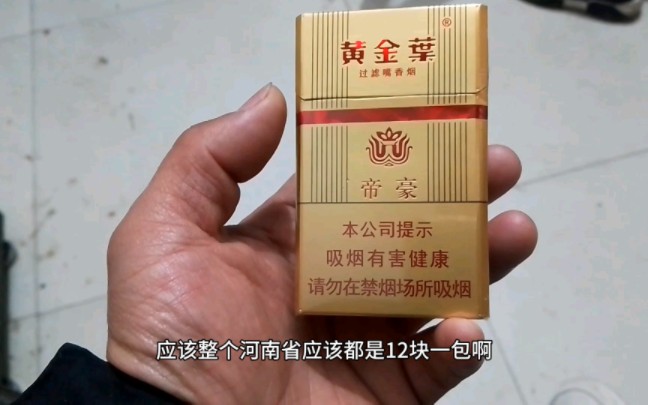 黄金葉®
过滤嘴香烟
帝豪
本公司提示
吸烟有害健康
请勿在禁烟场所吸烟
应该整个河南省应该都是12块一包啊